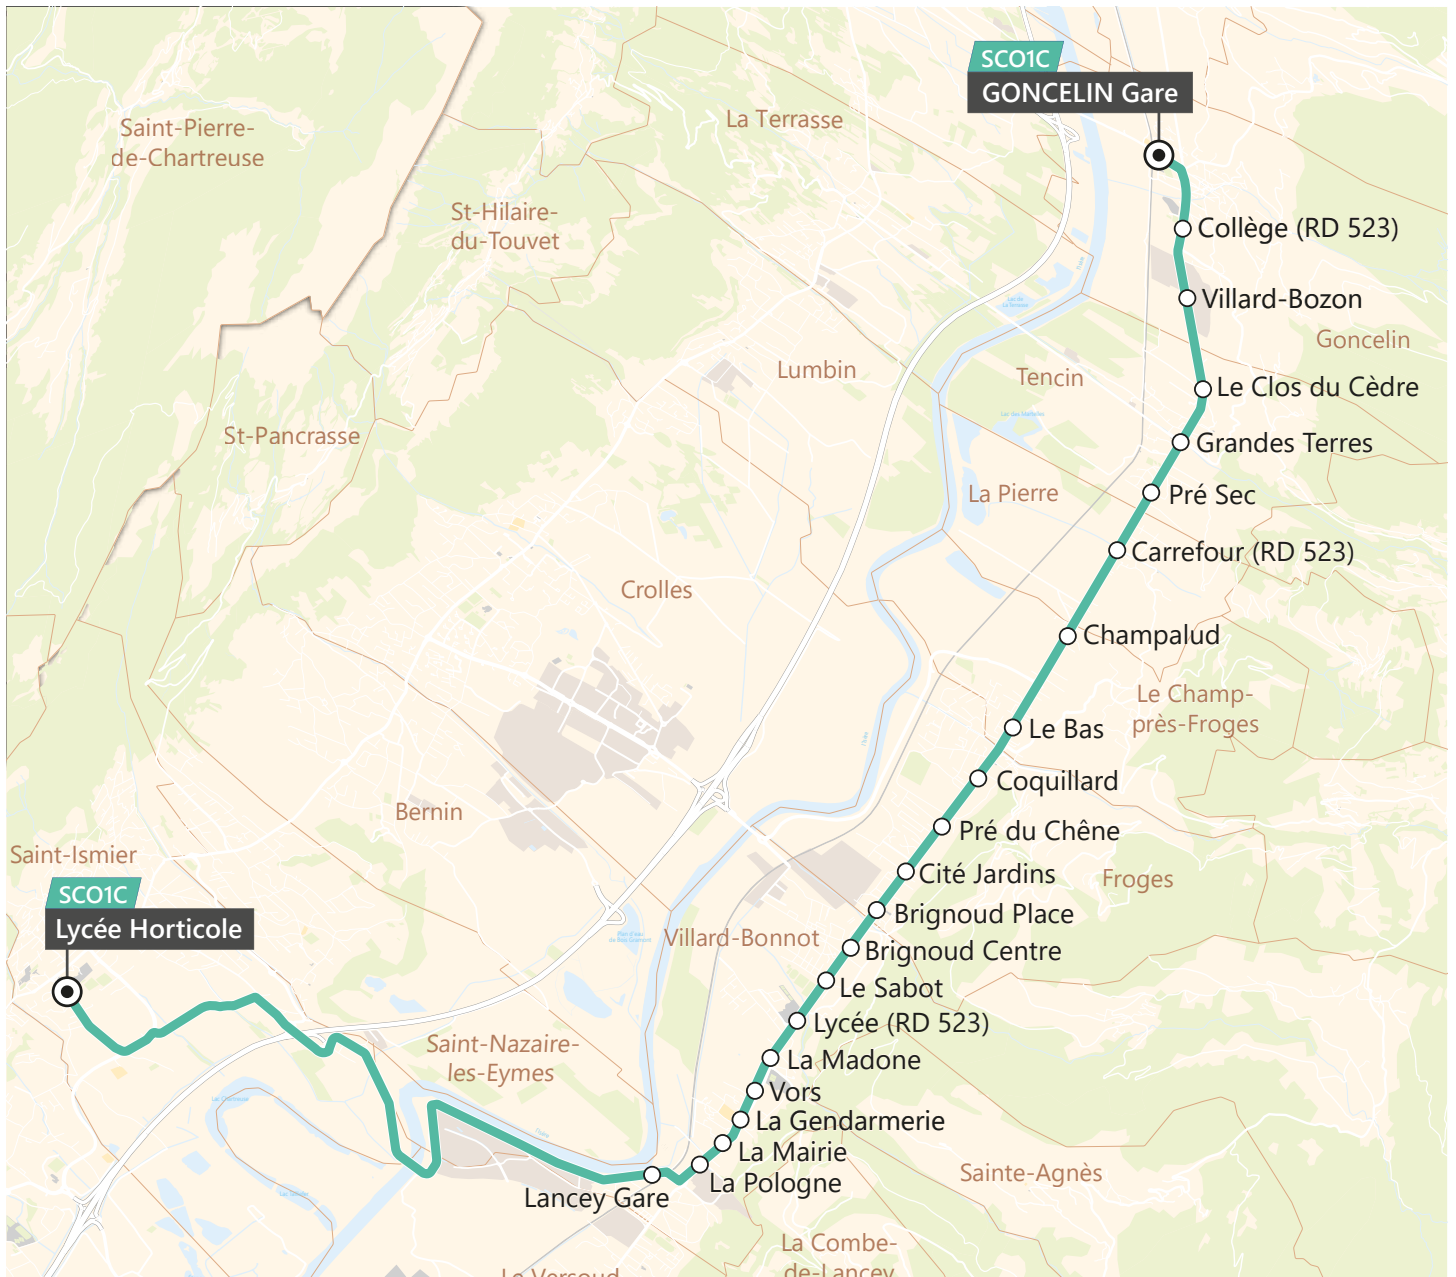 SCO1C
GONCELIN Gare
La Terrasse
Saint-Pierre-
de-Chartreuse
St-Hilaire-
du-Touvet
Collège (RD 523)
Villard-Bozon
Goncelin
Lumbin
Tencin
Le Clos du Cèdre
St-Pancrasse
Grandes Terres
La Pierre
Pré Sec
Carrefour (RD 523)
Crolles
Champalud
Le Champ-
près-Froges
Le Bas
Coquillard
Bernin
Pré du Chêne
Saint-Ismier
Cité Jardins
Froges
SCO1C
Lycée Horticole
Brignoud Place
Villard-Bonnot
Brignoud Centre
Le Sabot
Lycée (RD 523)
Saint-Nazaire-
les-Eymes
La Madone
Vors
La Gendarmerie
La Mairie
La Pologne
Lancey Gare
Sainte-Agnès
La Combe-
de-Lancey
Le Versoud